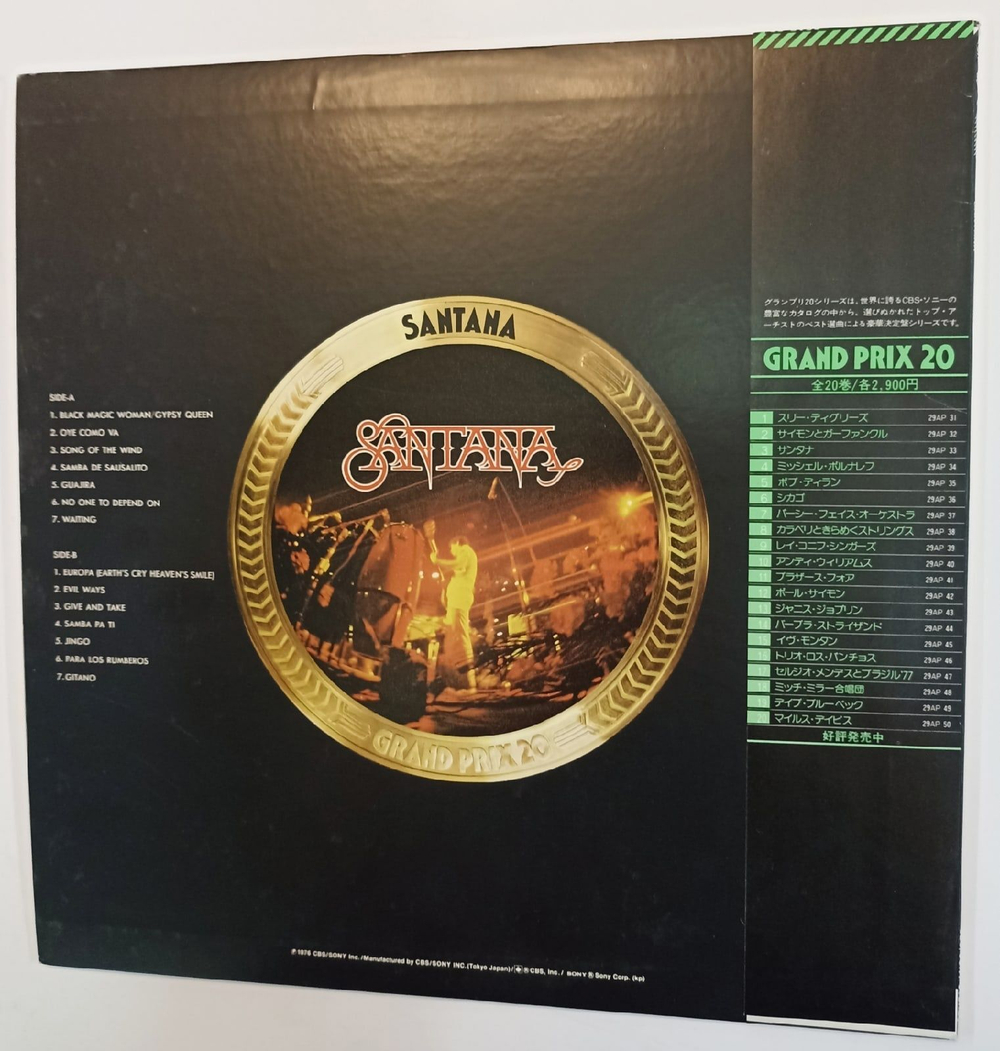 SANTANA
SANTANA
GRAND PRIX 20
SIDE-A
1. BLACK MAGIC WOMAN/GYPSY QUEEN
2. OYE COMO VA
3. SONG OF THE WIND
4. SAMBA DE SAUSALITO
5. GUAJIRA
6. NO ONE TO DEPEND ON
7. WAITING
SIDE-B
1. EUROPA (EARTH'S CRY HEAVEN'S SMILE)
2. EVIL WAYS
3. GIVE AND TAKE
4. SAMBA PA TI
5. JINGO
6. PARA LOS RUMBEROS
7. GITANO
℗1976 CBS/SONY Inc./Manufactured by CBS/SONY INC.(Tokyo Japan)/ ® CBS, Inc. / SONY ® Sony Corp. (kp)
グランプリ20シリーズは、世界に誇るCBS・ソニーの
豊富なカタログの中から、選びぬかれたトップ・ア
ーチストのベスト選曲による豪華決定盤シリーズです。
GRAND PRIX 20
全20巻/各2,900円
1 スリー・ディグリーズ 29AP 31
2 サイモンとガーファンクル 29AP 32
3 サンタナ 29AP 33
4 ミッシェル・ポルナレフ 29AP 34
5 ボブ・ディラン 29AP 35
6 シカゴ 29AP 36
7 パーシー・フェイス・オーケストラ 29AP 37
8 カラベリときらめくストリングス 29AP 38
9 レイ・コニフ・シンガーズ 29AP 39
10 アンディ・ウィリアムス 29AP 40
11 ブラザース・フォア 29AP 41
12 ポール・サイモン 29AP 42
13 ジャニス・ジョプリン 29AP 43
14 バーブラ・ストライザンド 29AP 44
15 イヴ・モンタン 29AP 45
16 トリオ・ロス・パンチョス 29AP 46
17 セルジオ・メンデスとブラジル'77 29AP 47
18 ミッチ・ミラー合唱団 29AP 48
19 デイブ・ブルーベック 29AP 49
20 マイルス・デイビス 29AP 50
好評発売中